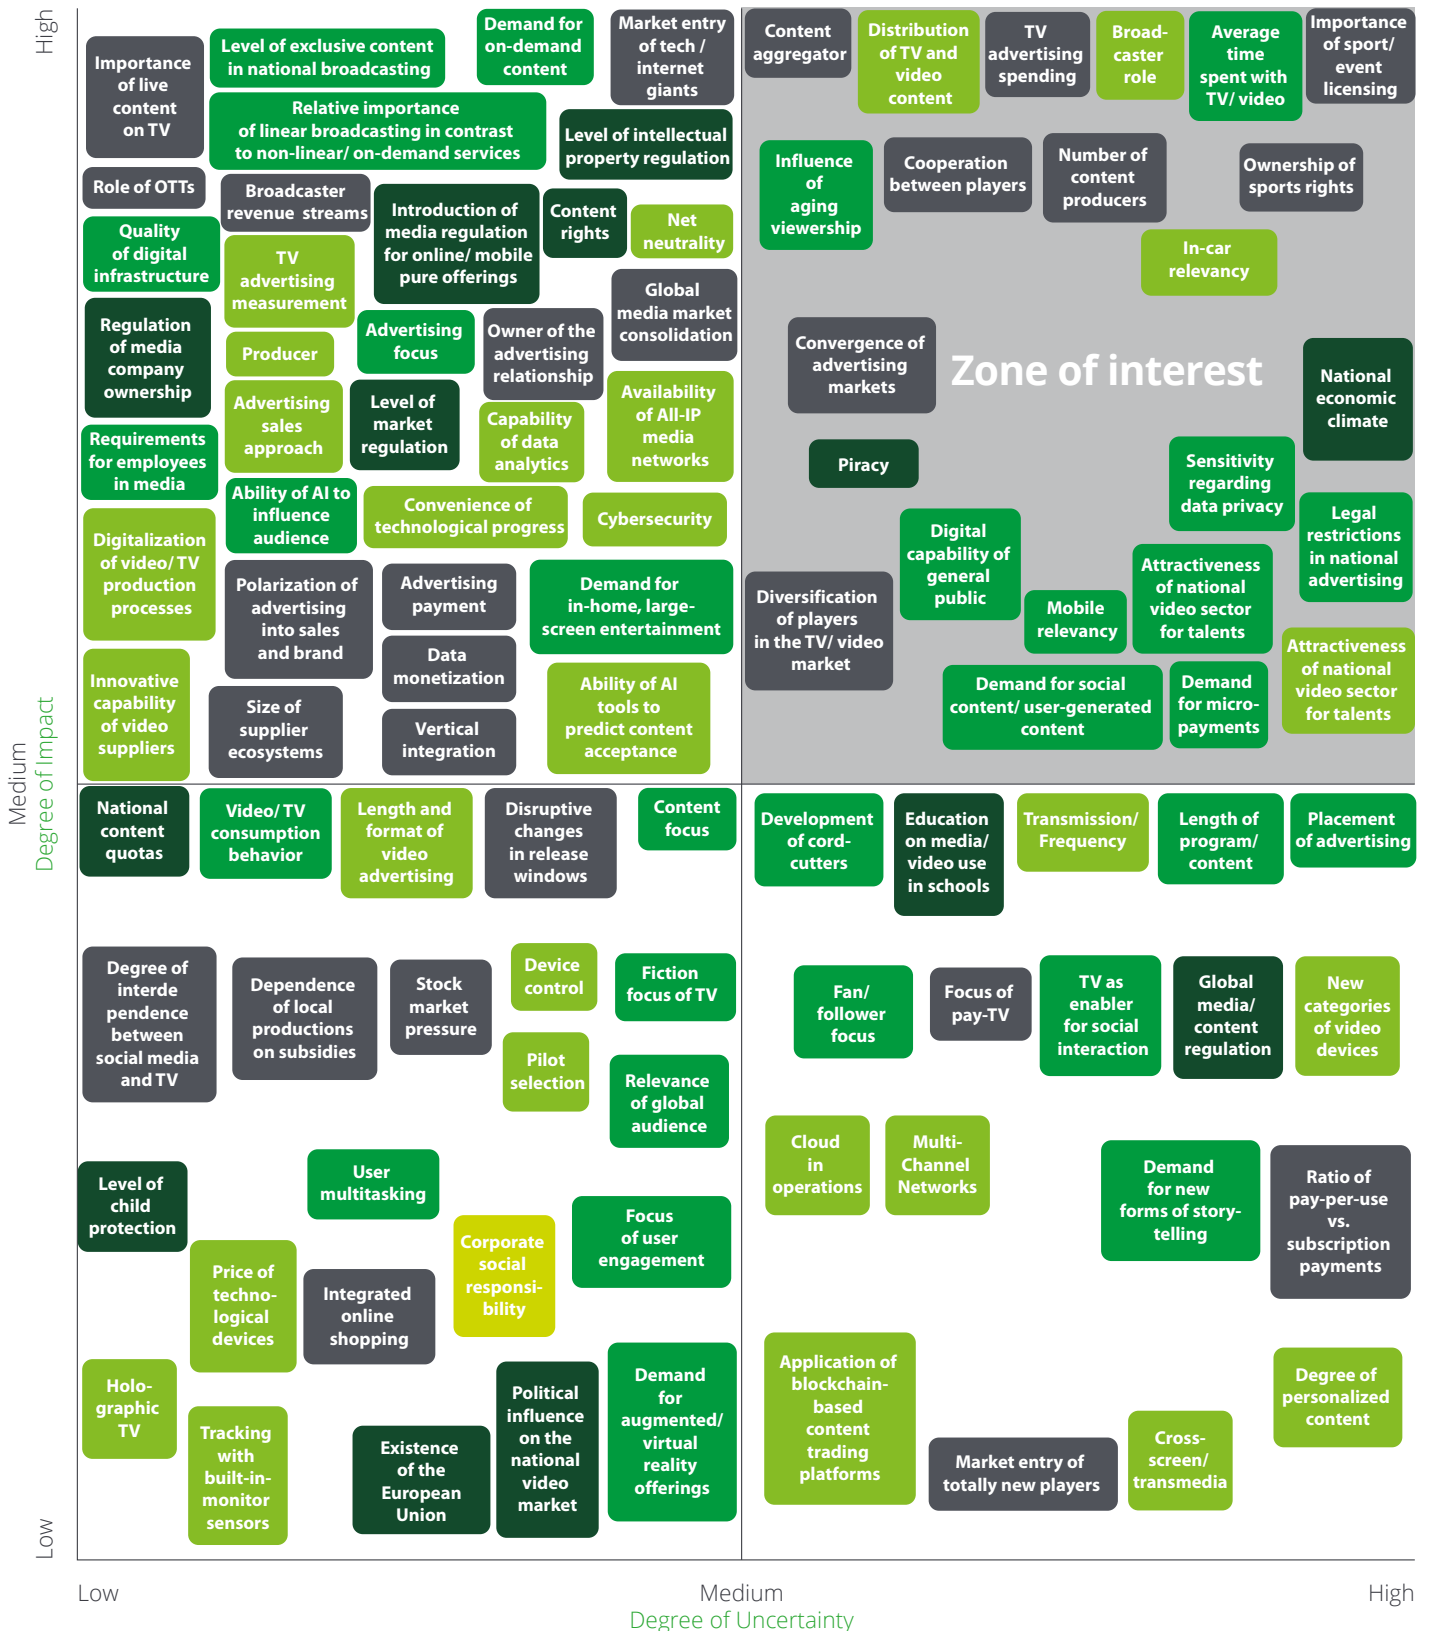 High
Medium
Degree of Impact
Low
Importance
of live
content
on TV
Level of exclusive content
in national broadcasting
Demand for
on-demand
content
Market entry
of tech /
internet
giants
Relative importance
of linear broadcasting in contrast
to non-linear/ on-demand services
Level of intellectual
property regulation
Role of OTTs
Broadcaster
revenue streams
Introduction of
media regulation
for online/ mobile
pure offerings
Content
rights
Net
neutrality
Quality
of digital
infrastructure
TV
advertising
measurement
Global
media market
consolidation
Regulation
of media
company
ownership
Producer
Advertising
focus
Owner of the
advertising
relationship
Advertising
sales
approach
Level of
market
regulation
Capability
of data
analytics
Availability
of All-IP
media
networks
Requirements
for employees
in media
Ability of AI to
influence
audience
Convenience of
technological progress
Cybersecurity
Digitalization
of video/ TV
production
processes
Polarization of
advertising
into sales
and brand
Advertising
payment
Demand for
in-home, large-
screen entertainment
Data
monetization
Innovative
capability
of video
suppliers
Size of
supplier
ecosystems
Vertical
integration
Ability of AI
tools to
predict content
acceptance
Content
aggregator
Distribution
of TV and
video
content
TV
advertising
spending
Broad-
caster
role
Average
time
spent with
TV/ video
Importance
of sport/
event
licensing
Influence
of
aging
viewership
Cooperation
between players
Number of
content
producers
Ownership of
sports rights
In-car
relevancy
Convergence of
advertising
markets
Zone of interest
National
economic
climate
Piracy
Sensitivity
regarding
data privacy
Legal
restrictions
in national
advertising
Digital
capability of
general
public
Attractiveness
of national
video sector
for talents
Diversification
of players
in the TV/ video
market
Mobile
relevancy
Attractiveness
of national
video sector
for talents
Demand for social
content/ user-generated
content
Demand
for micro-
payments
National
content
quotas
Video/ TV
consumption
behavior
Length and
format of
video
advertising
Disruptive
changes
in release
windows
Content
focus
Degree of
interde
pendence
between
social media
and TV
Dependence
of local
productions
on subsidies
Stock
market
pressure
Device
control
Fiction
focus of TV
Pilot
selection
Relevance
of global
audience
Level of
child
protection
User
multitasking
Focus
of user
engagement
Corporate
social
responsi-
bility
Price of
techno-
logical
devices
Integrated
online
shopping
Holo-
graphic
TV
Tracking
with
built-in-
monitor
sensors
Existence
of the
European
Union
Political
influence
on the
national
video
market
Demand
for
augmented/
virtual
reality
offerings
Development
of cord-
cutters
Education
on media/
video use
in schools
Transmission/
Frequency
Length of
program/
content
Placement
of advertising
Fan/
follower
focus
Focus of
pay-TV
TV as
enabler
for social
interaction
Global
media/
content
regulation
New
categories
of video
devices
Cloud
in
operations
Multi-
Channel
Networks
Demand
for new
forms of story-
telling
Ratio of
pay-per-use
vs.
subscription
payments
Application of
blockchain-
based
content
trading
platforms
Market entry of
totally new players
Cross-
screen/
transmedia
Degree of
personalized
content
Low
Medium
High
Degree of Uncertainty